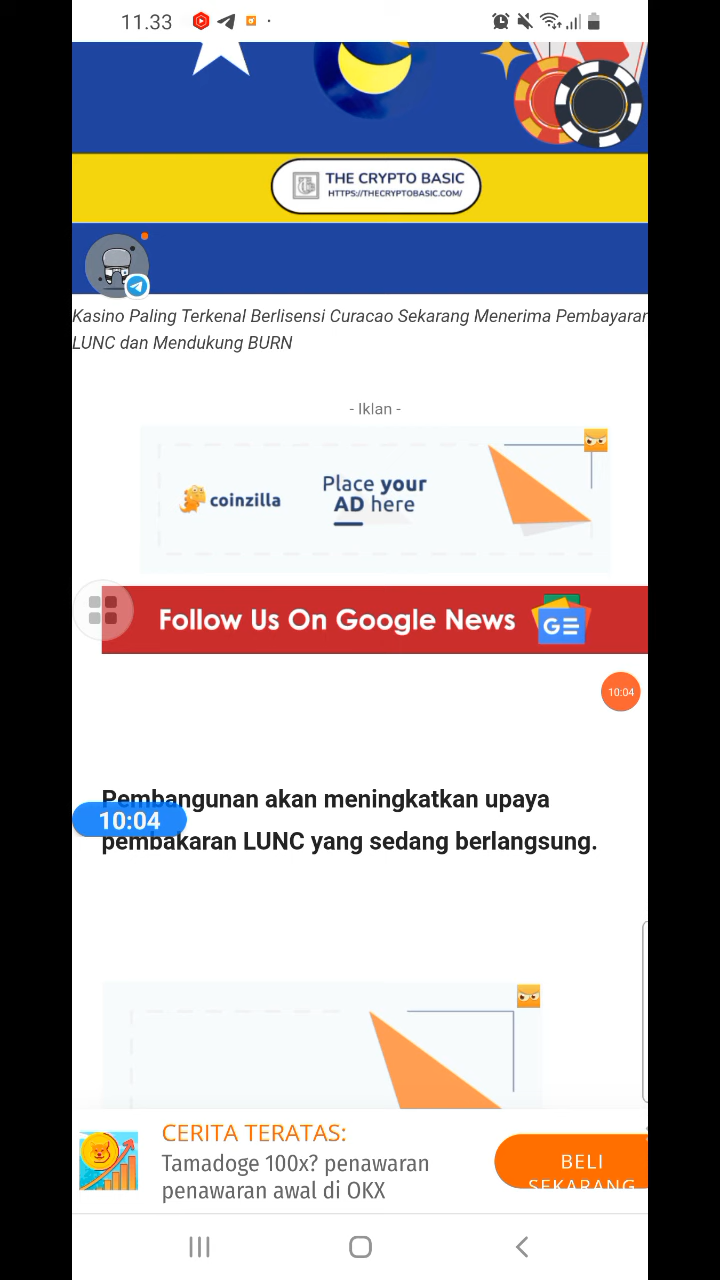 11.33
THE CRYPTO BASIC
HTTPS://THECRYPTOBASIC.COM/
Kasino Paling Terkenal Berlisensi Curacao Sekarang Menerima Pembayaran
LUNC dan Mendukung BURN
- Iklan -
coinzilla
Place your
AD here
Follow Us On Google News
GE
10:04
Pembangunan akan meningkatkan upaya
10:04
pembakaran LUNC yang sedang berlangsung.
CERITA TERATAS:
Tamadoge 100x? penawaran
penawaran awal di OKX
BELI
SEKARANG